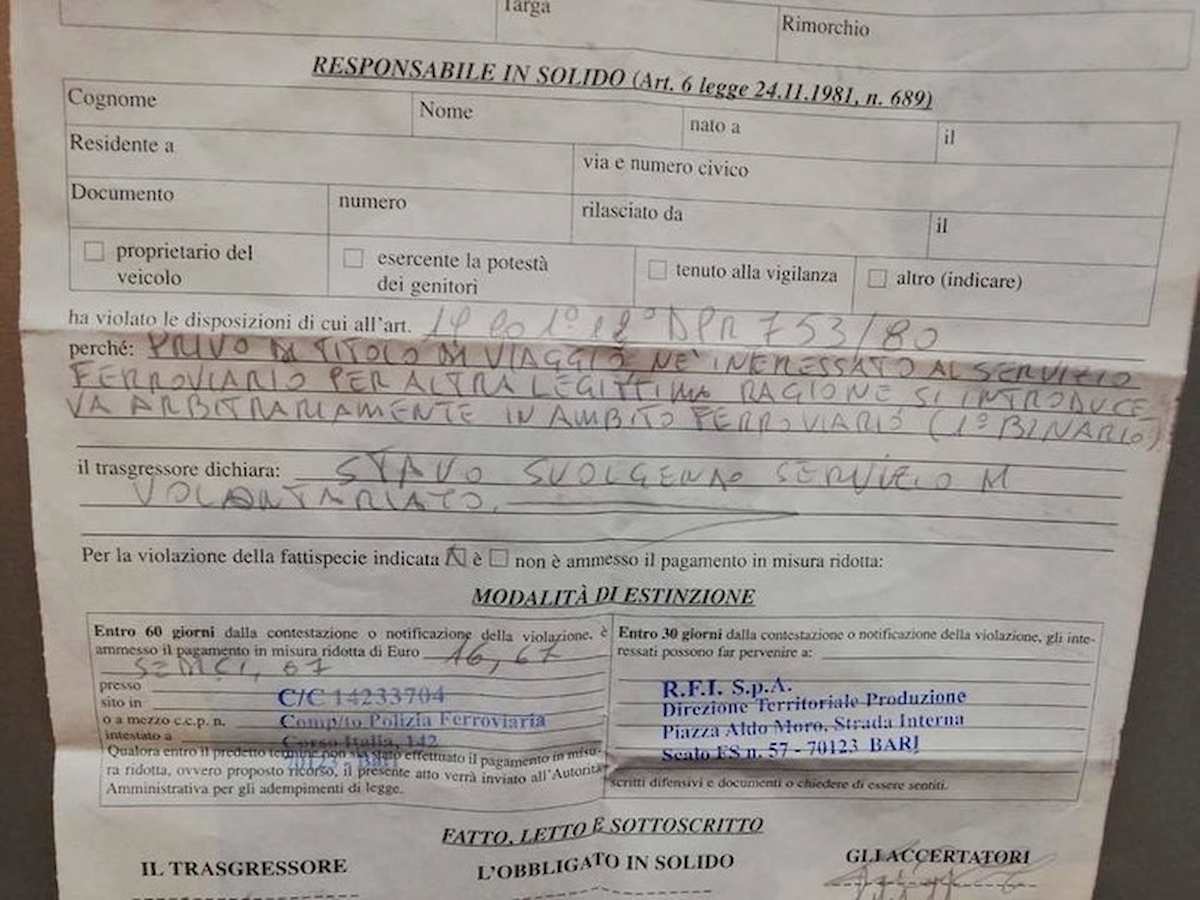 Targa
Rimorchio
RESPONSABILE IN SOLIDO (Art. 6 legge 24.11.1981, n. 689)
Cognome
Nome
nato a
il
Residente a
via e numero civico
Documento
numero
rilasciato da
il
proprietario del
veicolo
esercente la potestà
dei genitori
tenuto alla vigilanza
altro (indicare)
ha violato le disposizioni di cui all'art. DPR 753/80
perché: PRIVO DI TITOLO DI VIAGGIO, NE' INTERESSATO AL SERVIZIO
FERROVIARIO PER ALTRA LEGITTIMA RAGIONE SI INTRODUCE
VA ARBITRARIAMENTE IN AMBITO FERROVIARIO (1° BINARIO)
il trasgressore dichiara: STAVO SVOLGENDO SERVIZIO DI
VOLONTARIATO.
Per la violazione della fattispecie indicata è non è ammesso il pagamento in misura ridotta:
MODALITÀ DI ESTINZIONE
Entro 60 giorni dalla contestazione o notificazione della violazione, è
ammesso il pagamento in misura ridotta di Euro 16,67
SEDICI,67
presso
sito in C/C 14233704
o a mezzo c.c.p. n. Comp/to Polizia Ferroviaria
intestato a Corso Italia, 142
70123 - BARI
Qualora entro il predetto termine non sia stato effettuato il pagamento in misu-
ra ridotta, ovvero proposto ricorso, il presente atto verrà inviato all'Autorità
Amministrativa per gli adempimenti di legge.
Entro 30 giorni dalla contestazione o notificazione della violazione, gli inte-
ressati possono far pervenire a:
R.F.I. S.p.A.
Direzione Territoriale Produzione
Piazza Aldo Moro, Strada Interna
Scalo FS n. 57 - 70123 BARI
scritti difensivi e documenti o chiedere di essere sentiti.
FATTO, LETTO E SOTTOSCRITTO
IL TRASGRESSORE
L'OBBLIGATO IN SOLIDO
GLI ACCERTATORI